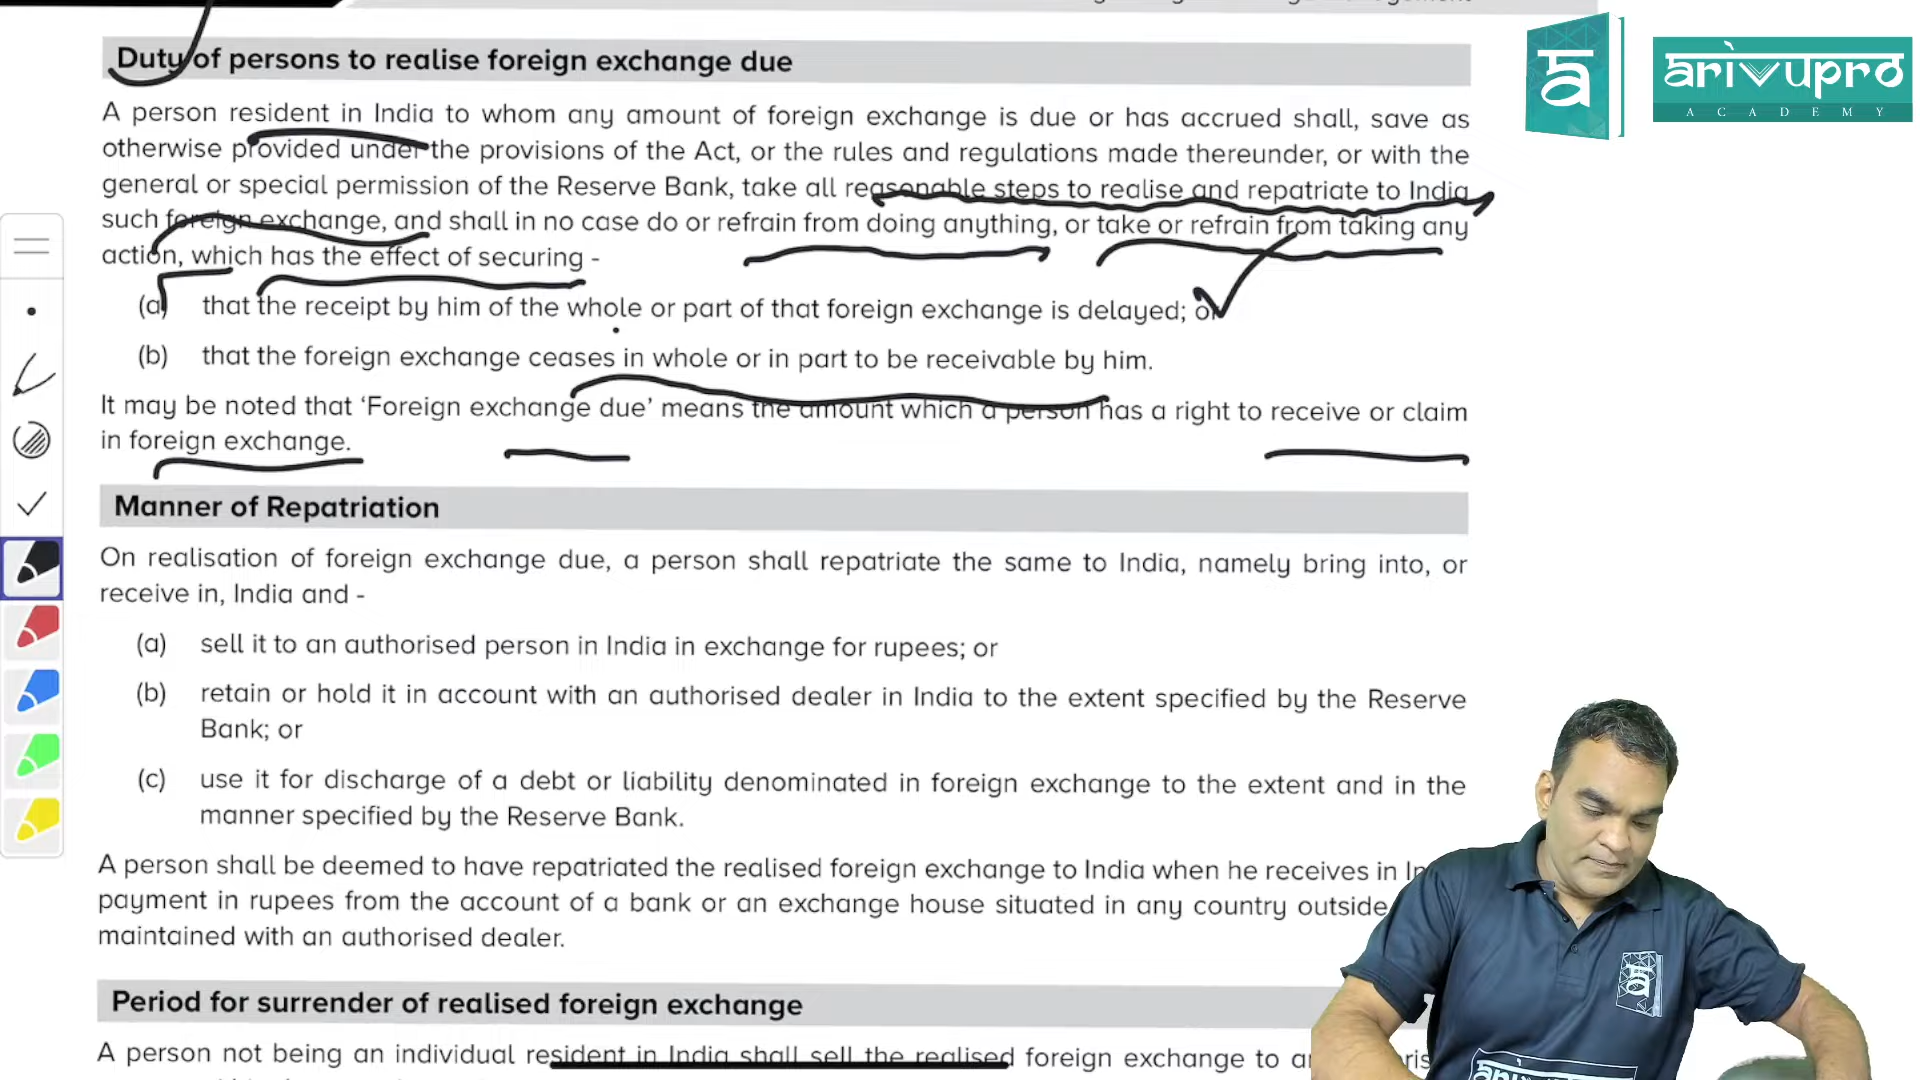 Duty of persons to realise foreign exchange due
A person resident in India to whom any amount of foreign exchange is due or has accrued shall, save as
otherwise provided under the provisions of the Act, or the rules and regulations made thereunder, or with the
general or special permission of the Reserve Bank, take all reasonable steps to realise and repatriate to India
such foreign exchange, and shall in no case do or refrain from doing anything, or take or refrain from taking any
action, which has the effect of securing -
(a) that the receipt by him of the whole or part of that foreign exchange is delayed; or
(b) that the foreign exchange ceases in whole or in part to be receivable by him.
It may be noted that ‘Foreign exchange due’ means the amount which a person has a right to receive or claim
in foreign exchange.
Manner of Repatriation
On realisation of foreign exchange due, a person shall repatriate the same to India, namely bring into, or
receive in, India and -
(a) sell it to an authorised person in India in exchange for rupees; or
(b) retain or hold it in account with an authorised dealer in India to the extent specified by the Reserve
Bank; or
(c) use it for discharge of a debt or liability denominated in foreign exchange to the extent and in the
manner specified by the Reserve Bank.
A person shall be deemed to have repatriated the realised foreign exchange to India when he receives in
payment in rupees from the account of a bank or an exchange house situated in any country outside
maintained with an authorised dealer.
Period for surrender of realised foreign exchange
A person not being an individual resident in India shall sell the realised foreign exchange to
arivupro
ACADEMY
arivupro